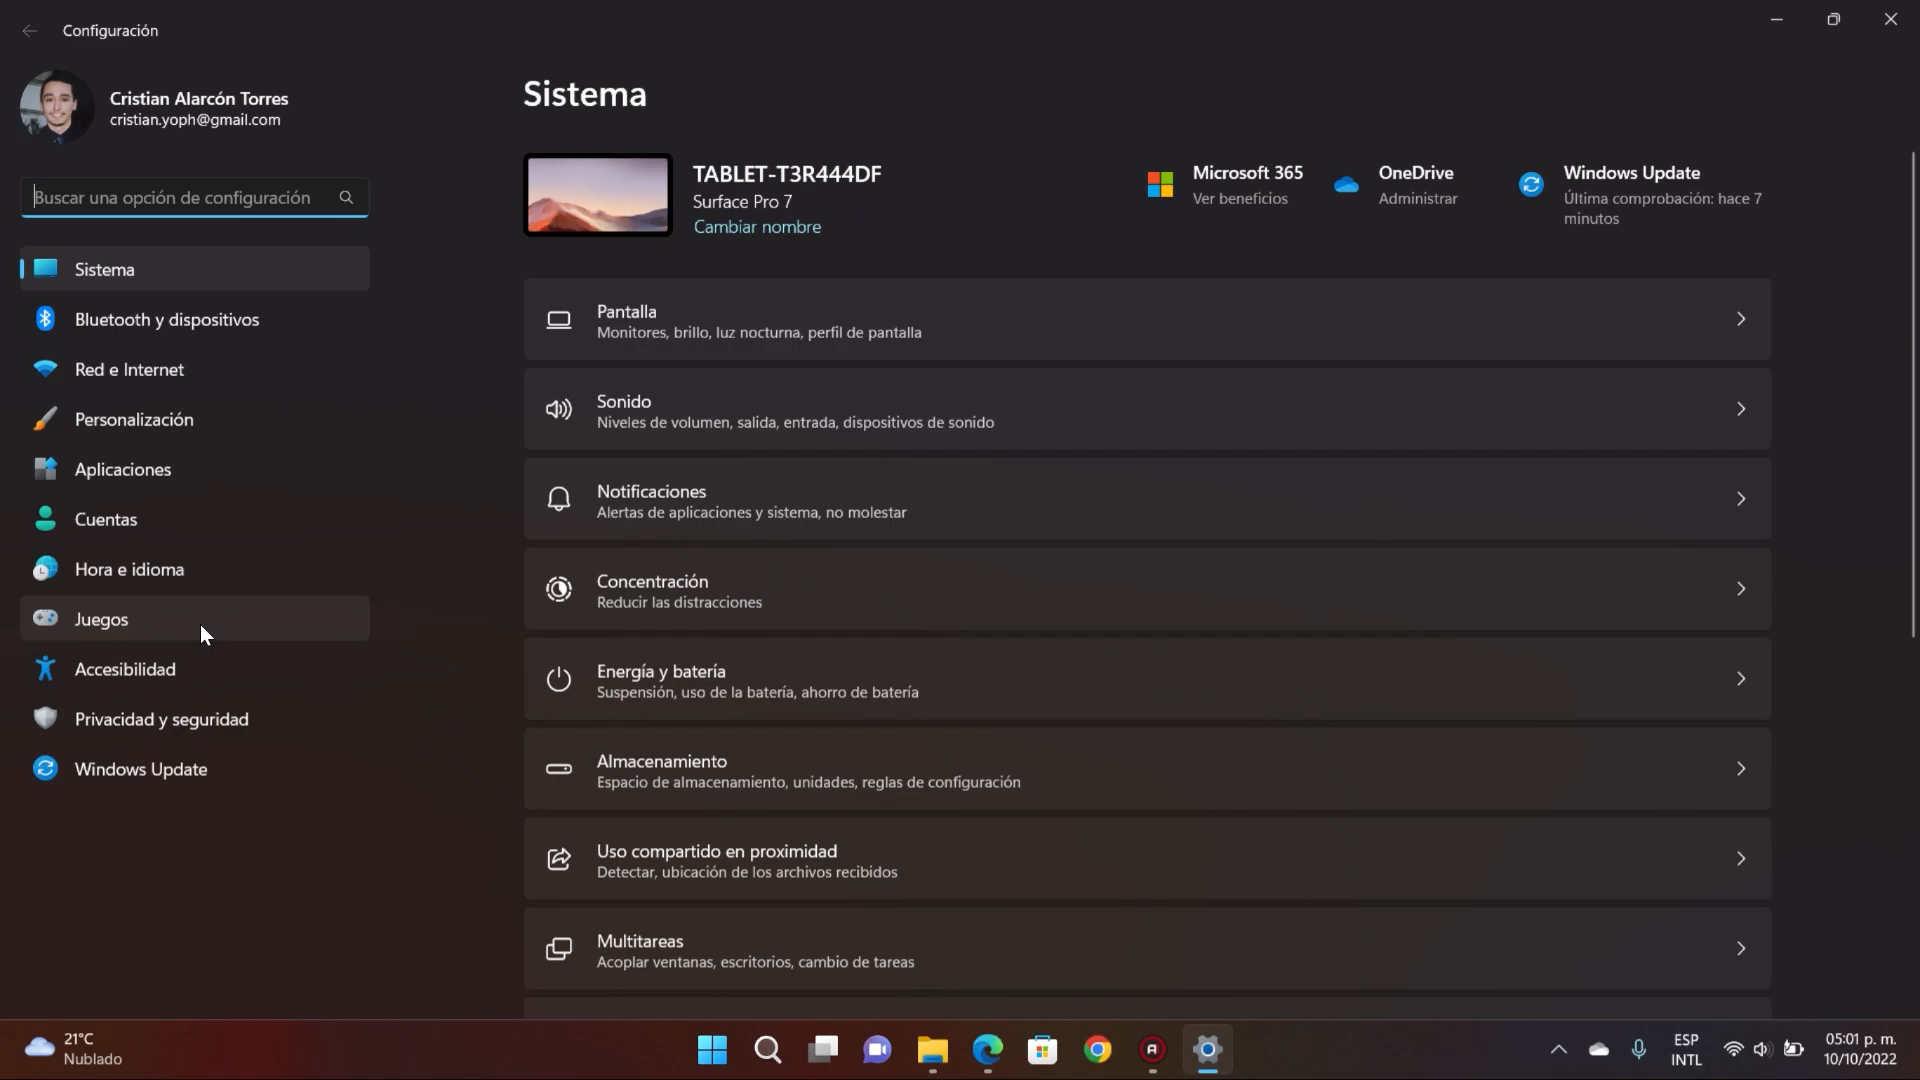 Configuración
Cristian Alarcón Torres
cristian.yoph@gmail.com
Buscar una opción de configuración
Sistema
Bluetooth y dispositivos
Red e Internet
Personalización
Aplicaciones
Cuentas
Hora e idioma
Juegos
Accesibilidad
Privacidad y seguridad
Windows Update
Sistema
TABLET-T3R444DF
Surface Pro 7
Cambiar nombre
Microsoft 365
Ver beneficios
OneDrive
Administrar
Windows Update
Última comprobación: hace 7
minutos
Pantalla
Monitores, brillo, luz nocturna, perfil de pantalla
Sonido
Niveles de volumen, salida, entrada, dispositivos de sonido
Notificaciones
Alertas de aplicaciones y sistema, no molestar
Concentración
Reducir las distracciones
Energía y batería
Suspensión, uso de la batería, ahorro de batería
Almacenamiento
Espacio de almacenamiento, unidades, reglas de configuración
Uso compartido en proximidad
Detectar, ubicación de los archivos recibidos
Multitareas
Acoplar ventanas, escritorios, cambio de tareas
21°C
Nublado
ESP
INTL
05:01 p. m.
10/10/2022